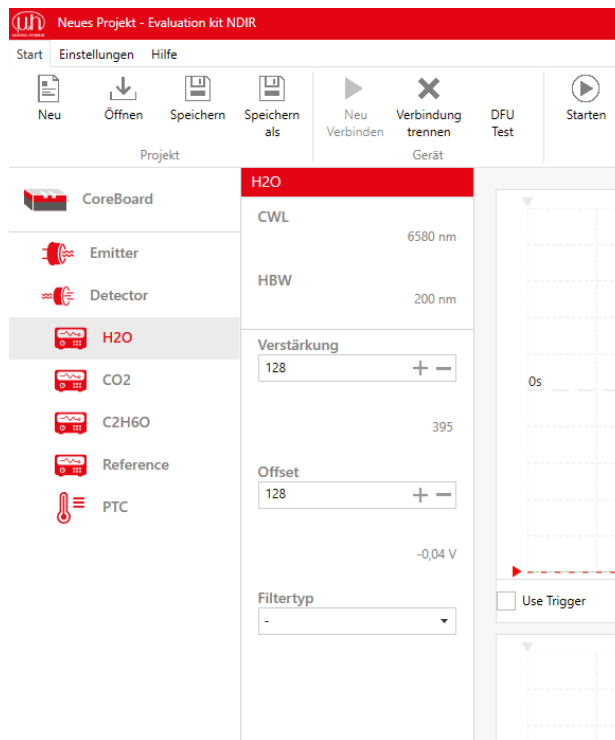 Neues Projekt - Evaluation kit NDIR
Start Einstellungen Hilfe
Neu
Öffnen
Speichern
Speichern
als
Neu
Verbinden
Verbindung
trennen
DFU
Test
Starten
Projekt
Gerät
CoreBoard
Emitter
Detector
H2O
CO2
C2H6O
Reference
PTC
H2O
CWL
6580 nm
HBW
200 nm
Verstärkung
128
395
Offset
128
-0,04 V
Filtertyp
-
0s
Use Trigger